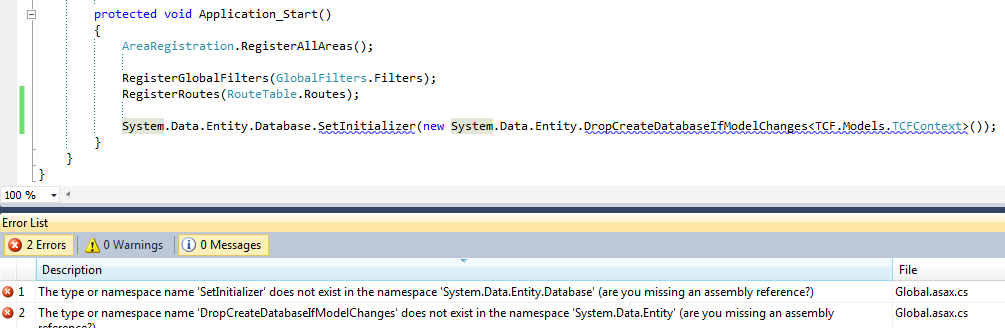 protected void Application_Start()
{
AreaRegistration.RegisterAllAreas();
RegisterGlobalFilters(GlobalFilters.Filters);
RegisterRoutes(RouteTable.Routes);
System.Data.Entity.Database.SetInitializer(new System.Data.Entity.DropCreateDatabaseIfModelChanges<TCF.Models.TCFContext>());
}
}
}
100 %
Error List
2 Errors 0 Warnings 0 Messages
Description File
1 The type or namespace name 'SetInitializer' does not exist in the namespace 'System.Data.Entity.Database' (are you missing an assembly reference?) Global.asax.cs
2 The type or namespace name 'DropCreateDatabaseIfModelChanges' does not exist in the namespace 'System.Data.Entity' (are you missing an assembly Global.asax.cs
reference?)